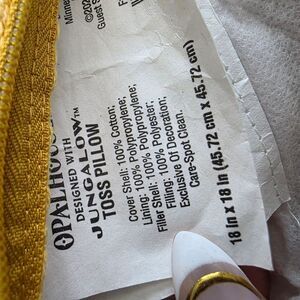 OPALHOUSE
DESIGNED WITH
JUNGALOW™
TOSS PILLOW
Cover Shell: 100% Cotton;
Lining: 100% Polypropylene;
Filler Shell: 100% Polypropylene;
Filling: 100% Polyester;
Exclusive Of Decoration.
Care-Spot Clean.
18 in x 18 in (45.72 cm x 45.72 cm)